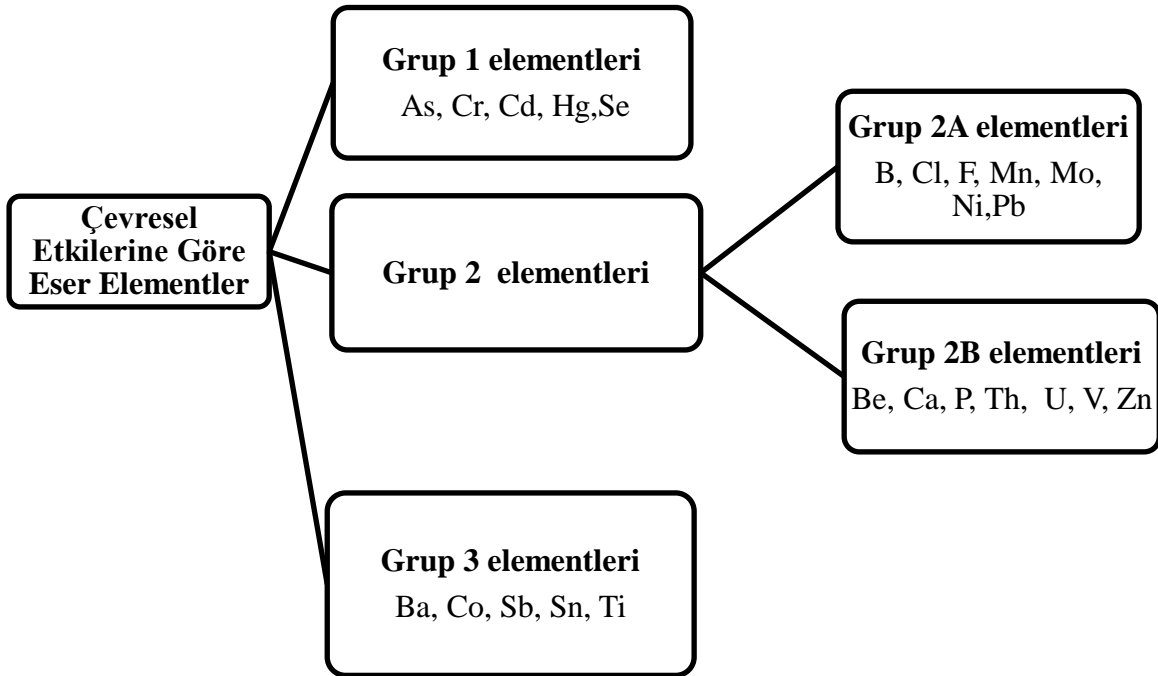 Çevresel
Etkilerine Göre
Eser Elementler
Grup 1 elementleri
As, Cr, Cd, Hg,Se
Grup 2 elementleri
Grup 2A elementleri
B, Cl, F, Mn, Mo,
Ni,Pb
Grup 2B elementleri
Be, Ca, P, Th, U, V, Zn
Grup 3 elementleri
Ba, Co, Sb, Sn, Ti